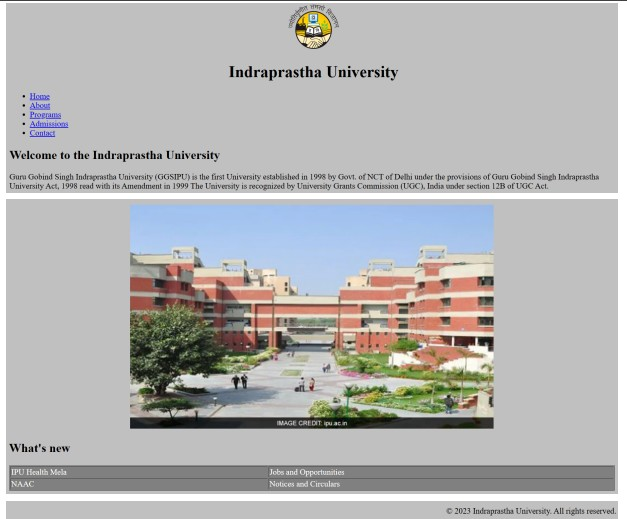 Indraprastha University
Home
About
Programs
Admissions
Contact
Welcome to the Indraprastha University
Guru Gobind Singh Indraprastha University (GGSIPU) is the first University established in 1998 by Govt. of NCT of Delhi under the provisions of Guru Gobind Singh Indraprastha
University Act, 1998 read with its Amendment in 1999 The University is recognized by University Grants Commission (UGC), India under section 12B of UGC Act.
IMAGE CREDIT: ipu.ac.in
What's new
IPU Health Mela Jobs and Opportunities
NAAC Notices and Circulars
© 2023 Indraprastha University. All rights reserved.